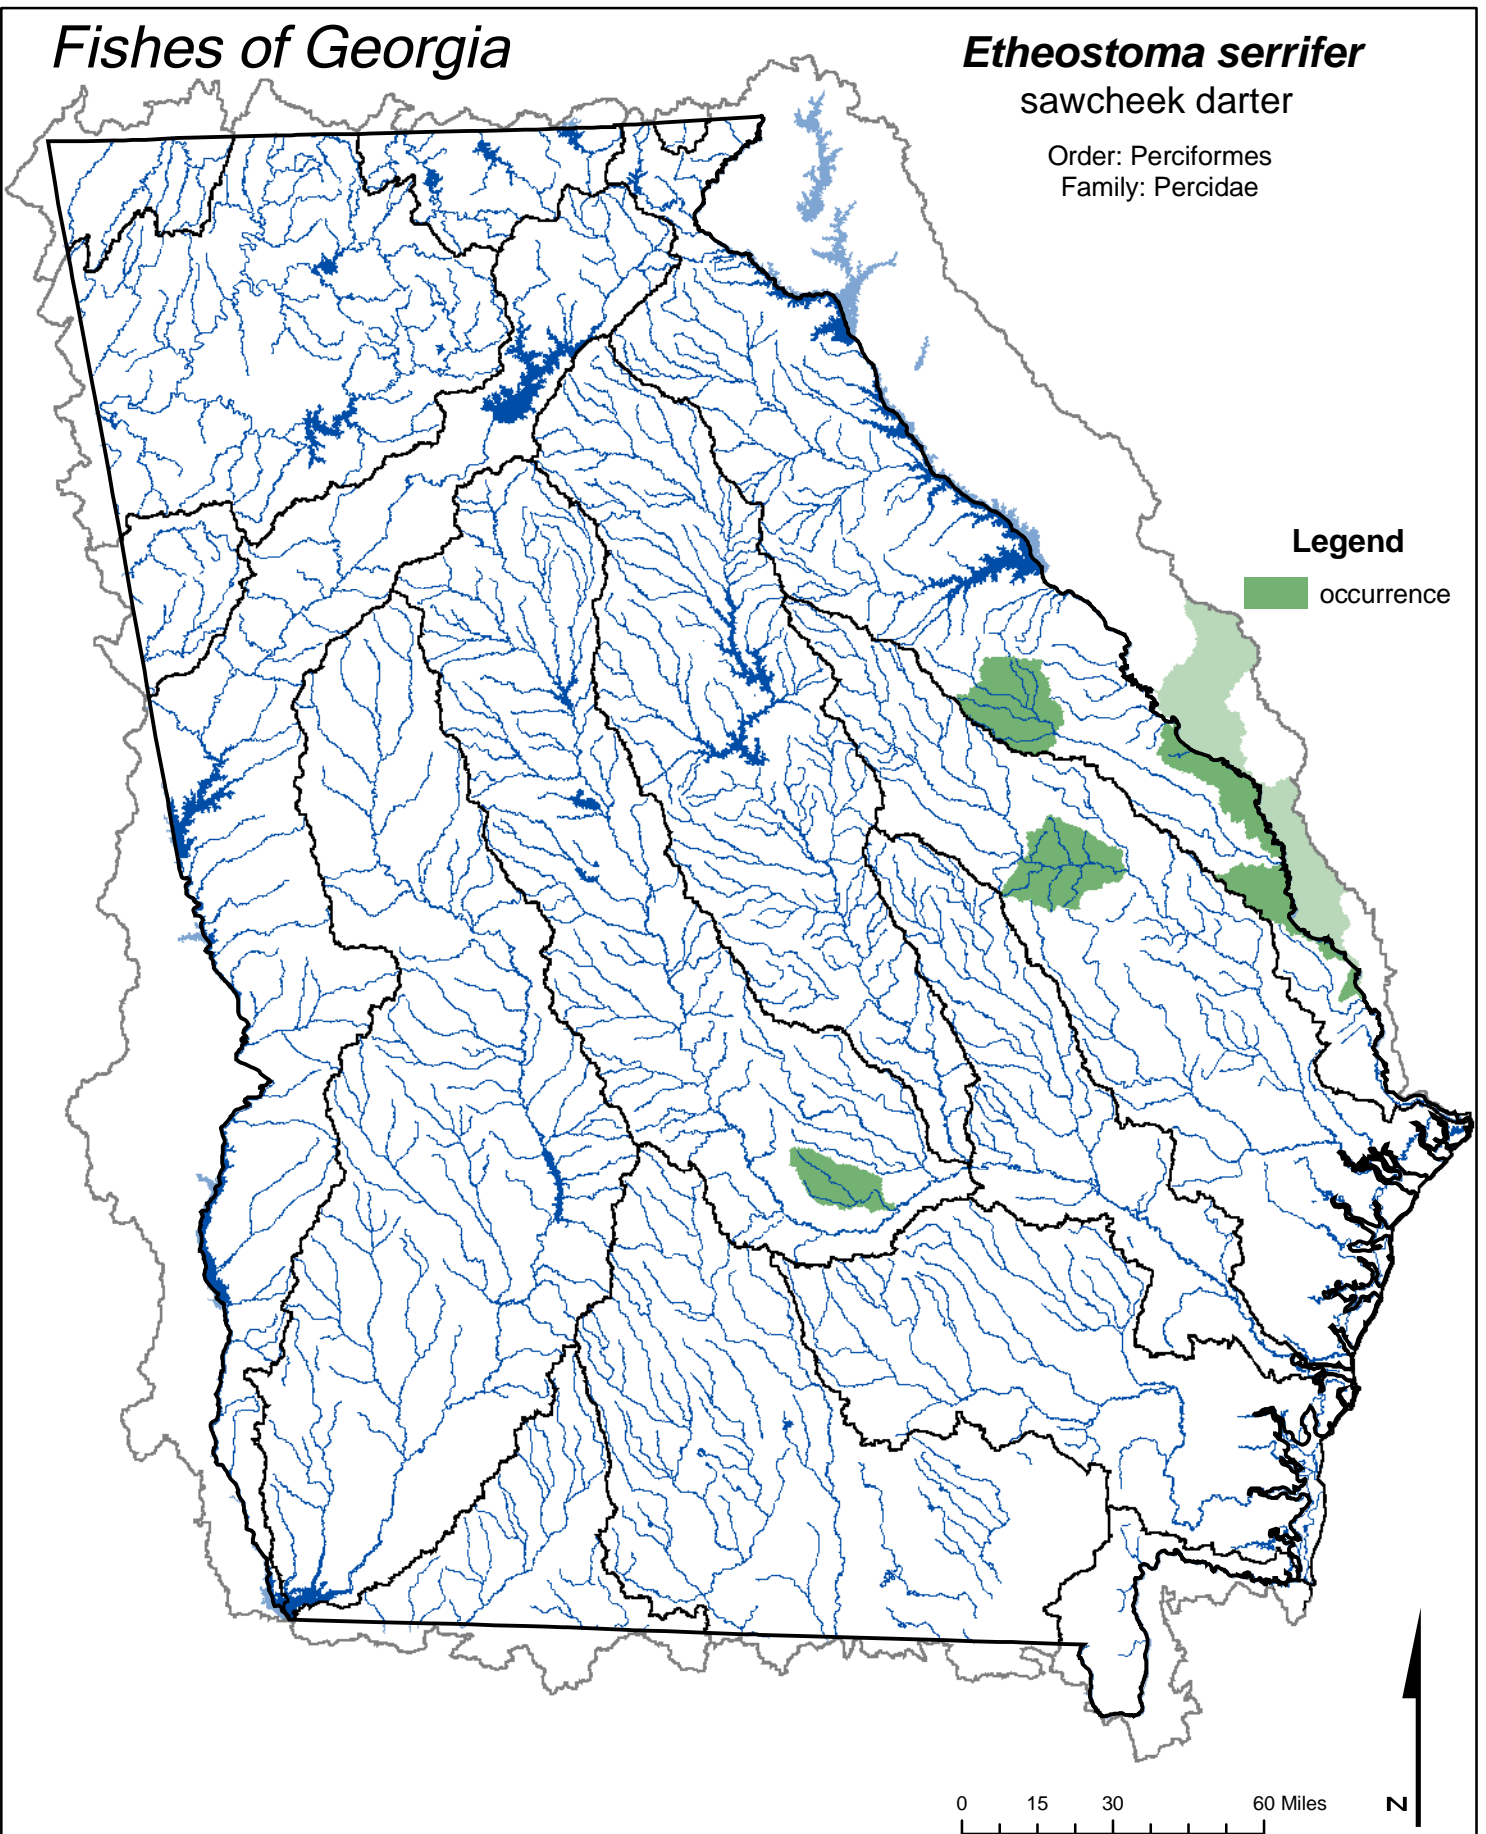 Fishes of Georgia
Etheostoma serrifer
sawcheek darter
Order: Perciformes
Family: Percidae
Legend
occurrence
0 15 30 60 Miles
N